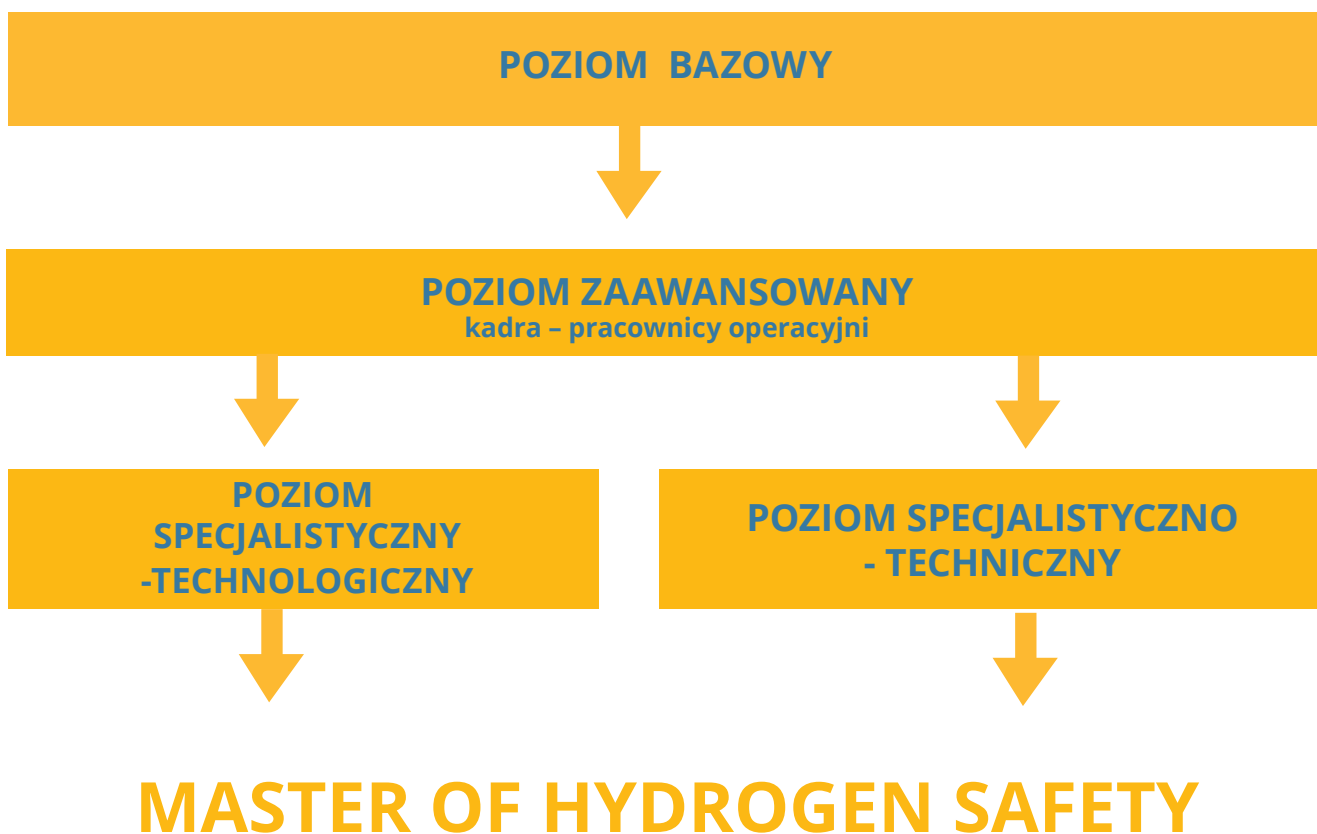 POZIOM BAZOWY
POZIOM ZAAWANSOWANY
kadra – pracownicy operacyjni
POZIOM
SPECJALISTYCZNY
-TECHNOLOGICZNY
POZIOM SPECJALISTYCZNO
- TECHNICZNY
MASTER OF HYDROGEN SAFETY